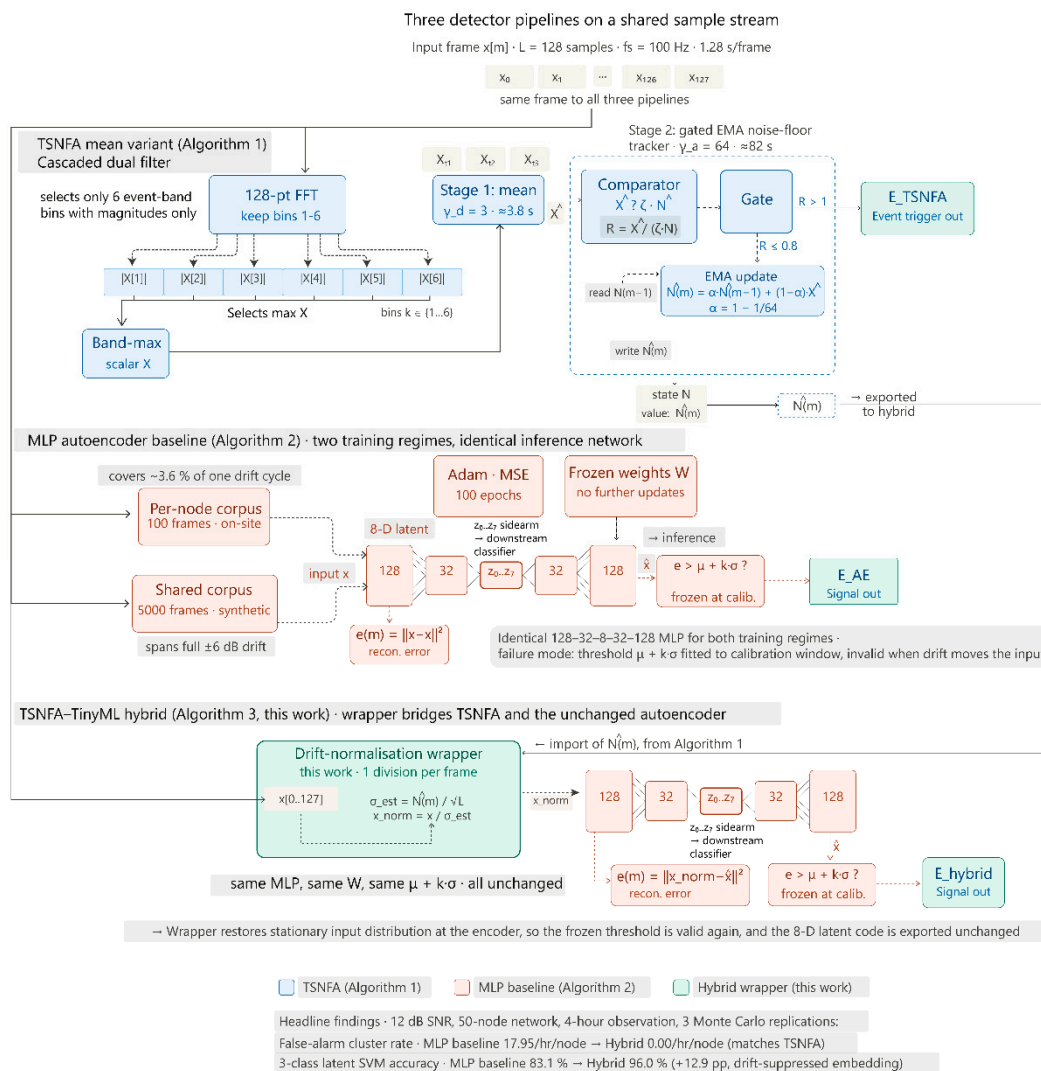 Three detector pipelines on a shared sample stream
Input frame x[m] · L = 128 samples · fs = 100 Hz · 1.28 s/frame
x₀ x₁ ... x₁₂₆ x₁₂₇
same frame to all three pipelines
TSNFA mean variant (Algorithm 1)
Cascaded dual filter
selects only 6 event-band
bins with magnitudes only
128-pt FFT
keep bins 1-6
|X[1]| |X[2]| |X[3]| |X[4]| |X[5]| |X[6]|
Selects max X
bins k ∈ {1...6}
Band-max
scalar X
X_t1 X_t2 X_t3
Stage 1: mean
γ_d = 3 · ≈3.8 s
X^
Stage 2: gated EMA noise-floor
tracker · γ_a = 64 · ≈82 s
Comparator
X^ ? ζ · N^
R = X^/ (ζ·N)
Gate
R > 1
R ≤ 0.8
E_TSNFA
Event trigger out
read N(m−1)
EMA update
N̂(m) = α·N̂(m−1) + (1−α)·X^
α = 1 − 1/64
write N̂(m)
state N
value: N̂(m)
N̂(m)
→ exported
to hybrid
MLP autoencoder baseline (Algorithm 2) · two training regimes, identical inference network
covers ~3.6 % of one drift cycle
Per-node corpus
100 frames · on-site
Shared corpus
5000 frames · synthetic
spans full ±6 dB drift
input x
8-D latent
Adam · MSE
100 epochs
Frozen weights W
no further updates
z₀..z₇ sidearm
→ downstream
classifier
→ inference
128 32 z₀..z₇ 32 128
x̂
e > μ + k·σ ?
frozen at calib.
E_AE
Signal out
e(m) = ||x−x||²
recon. error
Identical 128–32–8–32–128 MLP for both training regimes ·
failure mode: threshold μ + k·σ fitted to calibration window, invalid when drift moves the input
TSNFA–TinyML hybrid (Algorithm 3, this work) · wrapper bridges TSNFA and the unchanged autoencoder
← import of N̂(m), from Algorithm 1
Drift-normalisation wrapper
this work · 1 division per frame
x[0..127]
σ_est = N̂(m) / √L
x_norm = x / σ_est
x_norm
128 32 z₀..z₇ 32 128
z₀..z₇ sidearm
→ downstream
classifier
x̂
same MLP, same W, same μ + k·σ · all unchanged
e(m) = ||x_norm−x̂||²
recon. error
e > μ + k·σ ?
frozen at calib.
E_hybrid
Signal out
→ Wrapper restores stationary input distribution at the encoder, so the frozen threshold is valid again, and the 8-D latent code is exported unchanged
TSNFA (Algorithm 1) MLP baseline (Algorithm 2) Hybrid wrapper (this work)
Headline findings · 12 dB SNR, 50-node network, 4-hour observation, 3 Monte Carlo replications:
False-alarm cluster rate · MLP baseline 17.95/hr/node → Hybrid 0.00/hr/node (matches TSNFA)
3-class latent SVM accuracy · MLP baseline 83.1 % → Hybrid 96.0 % (+12.9 pp, drift-suppressed embedding)